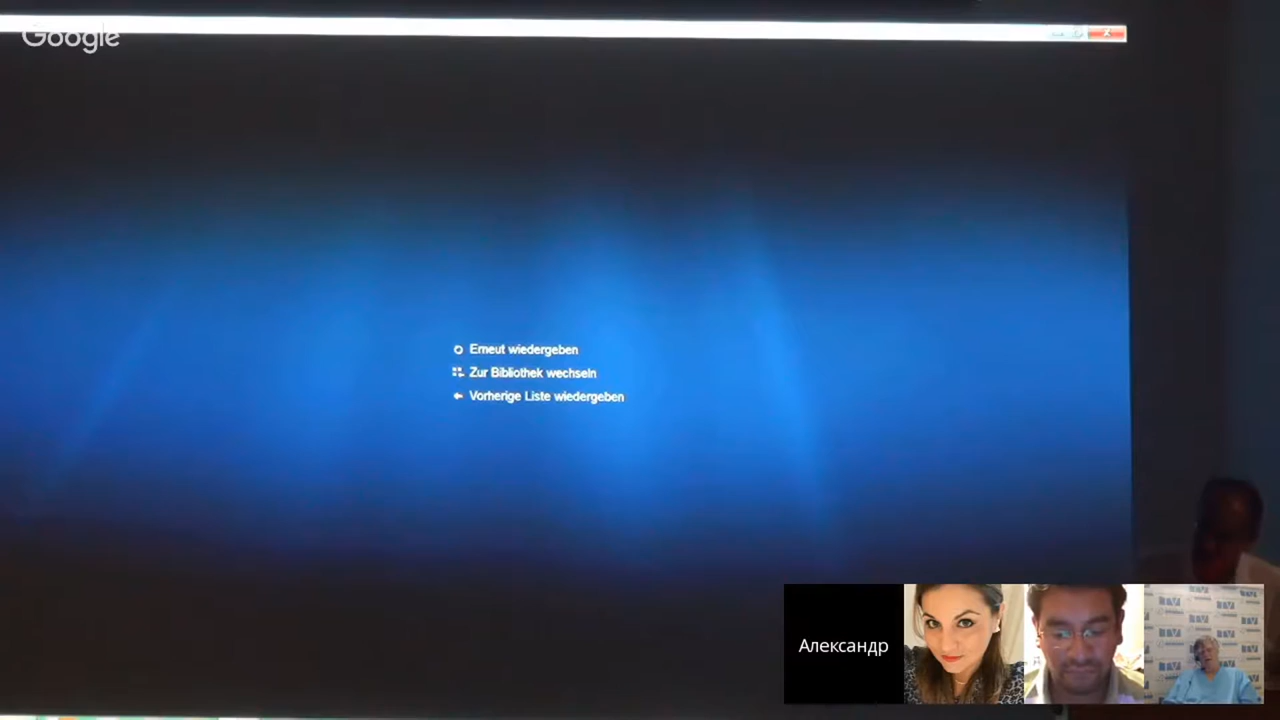 Google
Erneut wiedergeben
Zur Bibliothek wechseln
Vorherige Liste wiedergeben
Александр